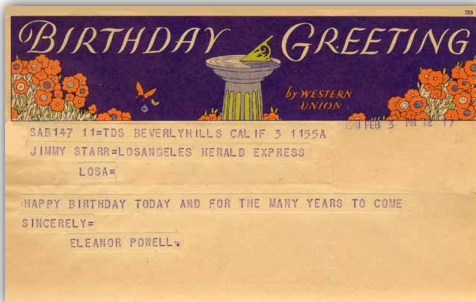 BIRTHDAY GREETING
by WESTERN
UNION
SAB147 11=TDS BEVERLYHILLS CALIF 3 1155A
FEB 3 PM 12 17
JIMMY STARR=LOSANGELES HERALD EXPRESS
LOSA=
HAPPY BIRTHDAY TODAY AND FOR THE MANY YEARS TO COME
SINCERELY=
ELEANOR POWELL.